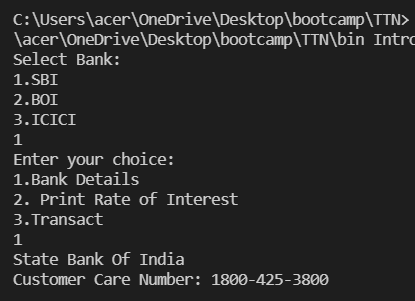 C:\Users\acer\OneDrive\Desktop\bootcamp\TTN>
\acer\OneDrive\Desktop\bootcamp\TTN\bin Intro
Select Bank:
1.SBI
2.BOI
3.ICICI
1
Enter your choice:
1.Bank Details
2. Print Rate of Interest
3.Transact
1
State Bank Of India
Customer Care Number: 1800-425-3800